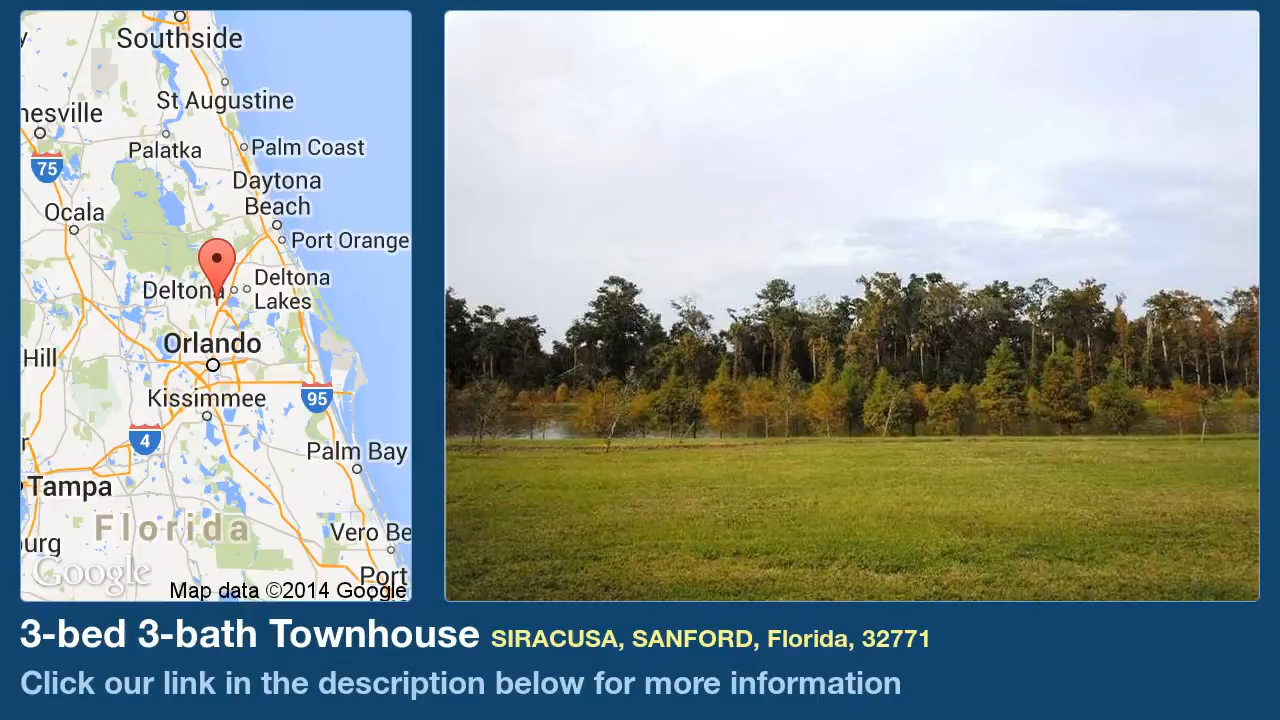 Southside
St Augustine
nesville
Palatka
Palm Coast
75
Daytona
Beach
Ocala
Port Orange
Deltona
Deltona
Lakes
Orlando
Hill
Kissimmee
95
4
Palm Bay
Tampa
Florida
Vero Be
burg
Google
Port
Map data ©2014 Google
3-bed 3-bath Townhouse SIRACUSA, SANFORD, Florida, 32771
Click our link in the description below for more information